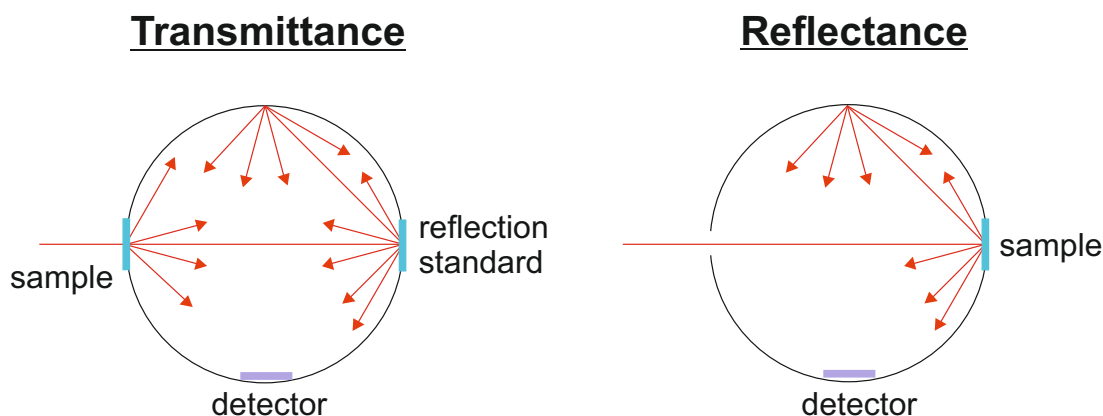 Transmittance
Reflectance
sample
reflection
standard
detector
sample
detector